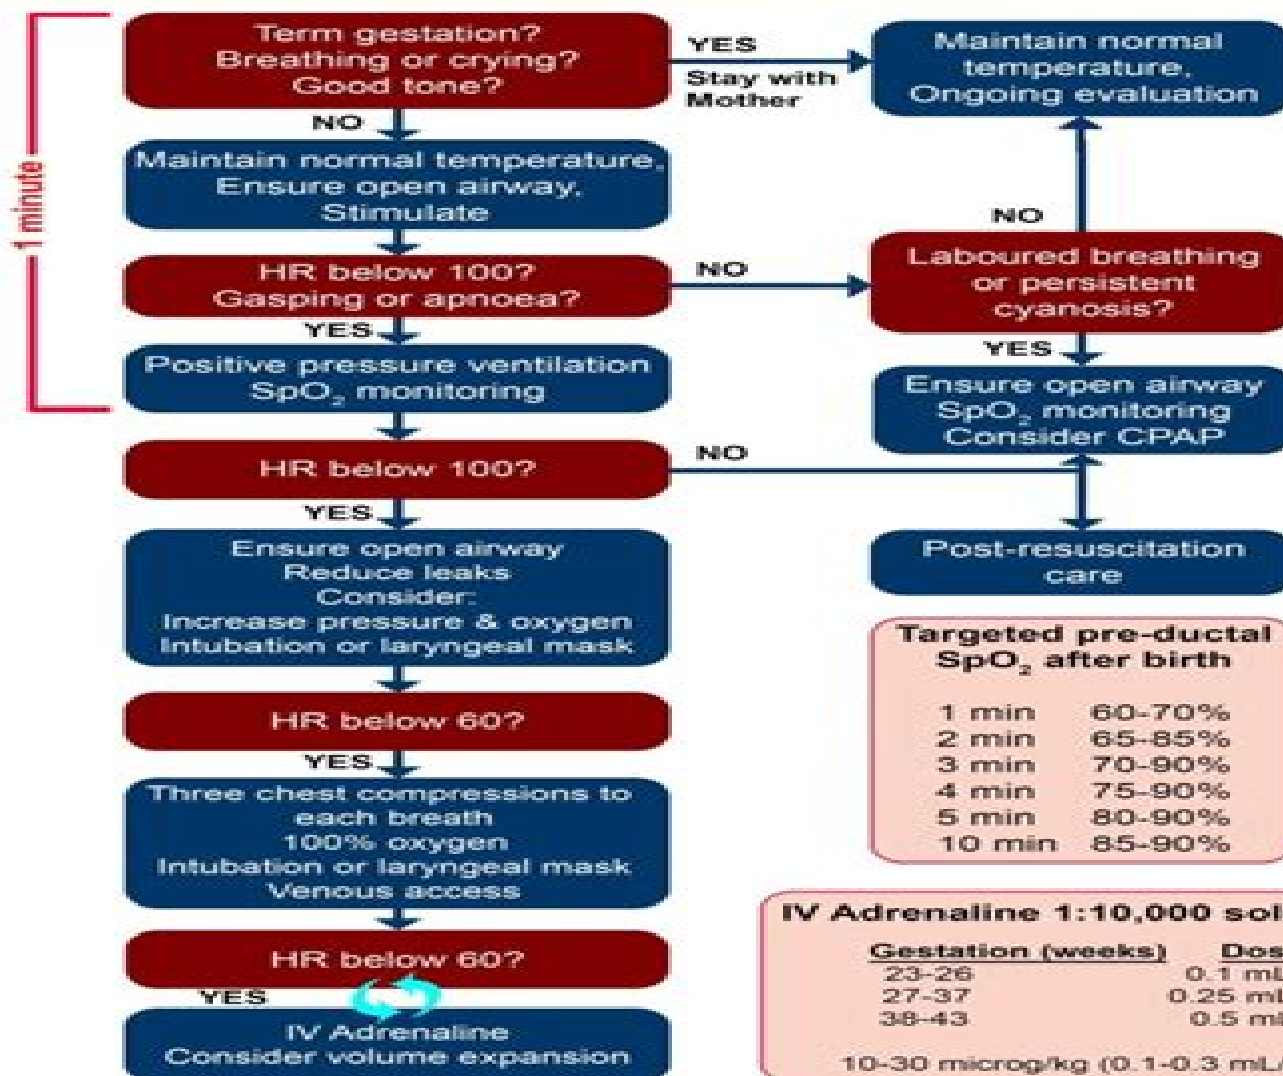 Term gestation?
Breathing or crying?
Good tone?
YES
Stay with
Mother
Maintain normal
temperature,
Ongoing evaluation
NO
Maintain normal temperature,
Ensure open airway,
Stimulate
1 minute
HR below 100?
Gasping or apnoea?
NO
Laboured breathing
or persistent
cyanosis?
NO
YES
Positive pressure ventilation
SpO₂ monitoring
YES
Ensure open airway
SpO₂ monitoring
Consider CPAP
HR below 100?
NO
YES
Ensure open airway
Reduce leaks
Consider:
Increase pressure & oxygen
Intubation or laryngeal mask
Post-resuscitation
care
HR below 60?
YES
Three chest compressions to
each breath
100% oxygen
Intubation or laryngeal mask
Venous access
HR below 60?
YES
IV Adrenaline
Consider volume expansion
Targeted pre-ductal
SpO₂ after birth
1 min 60-70%
2 min 65-85%
3 min 70-90%
4 min 75-90%
5 min 80-90%
10 min 85-90%
IV Adrenaline 1:10,000 sol
Gestation (weeks) Dos
23-26 0.1 mL
27-37 0.25 mL
38-43 0.5 mL
10-30 microg/kg (0.1-0.3 mL/